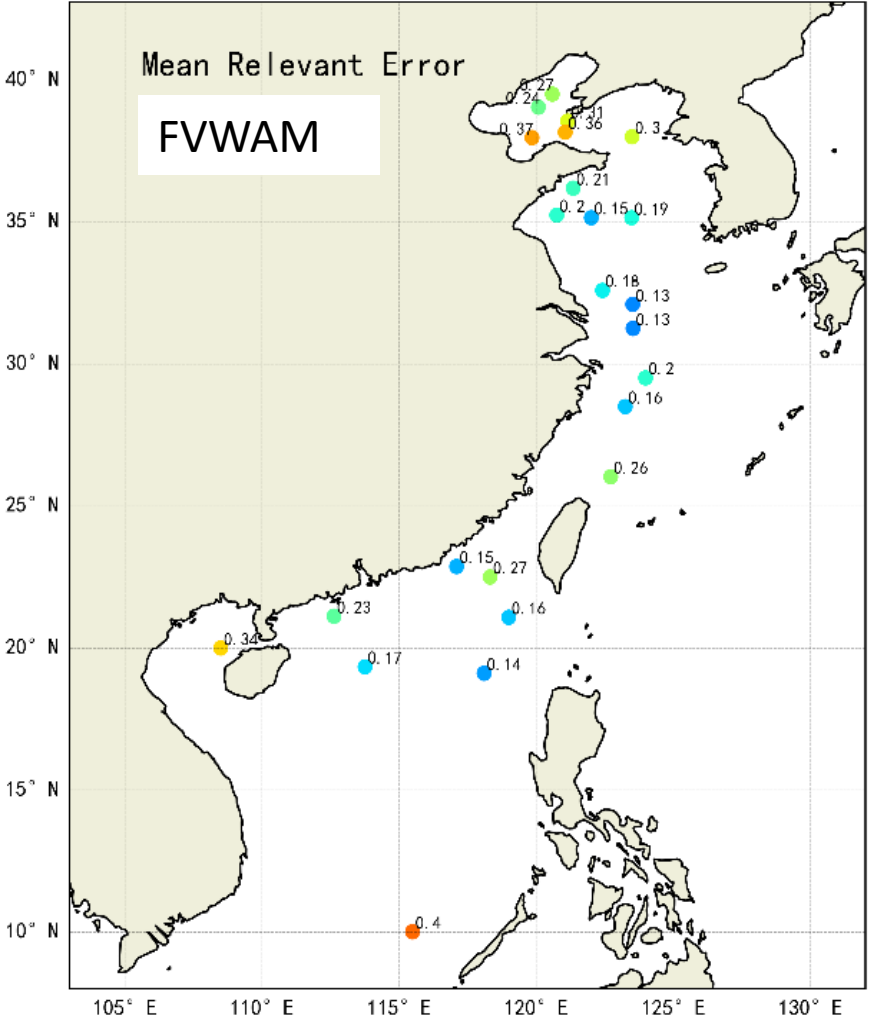 Mean Relevant Error
FVWAM
40° N
35° N
30° N
25° N
20° N
15° N
10° N
0.27
0.24
0.31
0.37
0.36
0.3
0.21
0.2
0.15
0.19
0.18
0.13
0.13
0.2
0.16
0.26
0.15
0.27
0.23
0.16
0.34
0.17
0.14
0.4
105° E
110° E
115° E
120° E
125° E
130° E